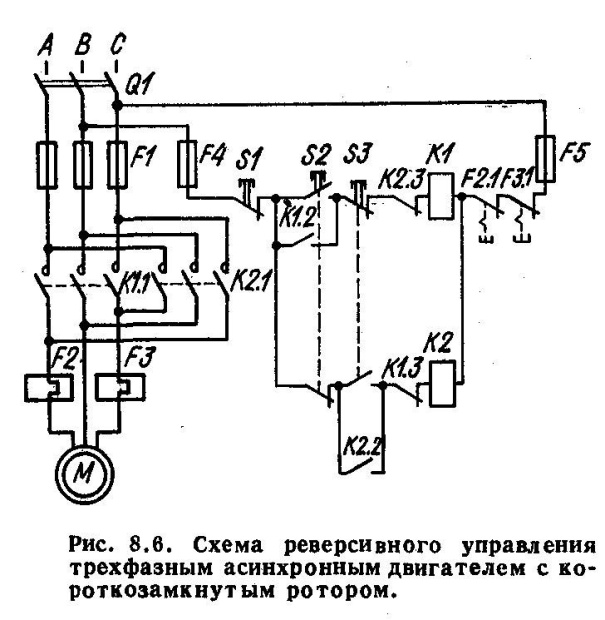 A B C
Q1
F1
F4
S1
S2
S3
K2.3
K1
F2.1
F3.1
F5
K1.2
K1.1
K2.1
F2
F3
K1.3
K2
K2.2
M
Рис. 8.6. Схема реверсивного управления
трехфазным асинхронным двигателем с ко-
роткозамкнутым ротором.